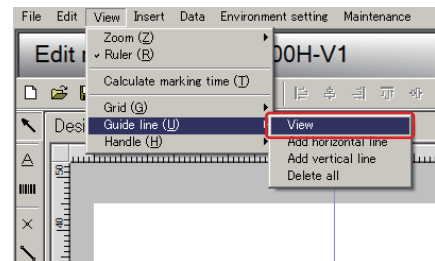 File Edit View Insert Data Environment setting Maintenance
Edit 00H-V1
Zoom (Z)
Ruler (R)
Calculate marking time (T)
Grid (G)
Guide line (U)
Handle (H)
View
Add horizontal line
Add vertical line
Delete all
Desi